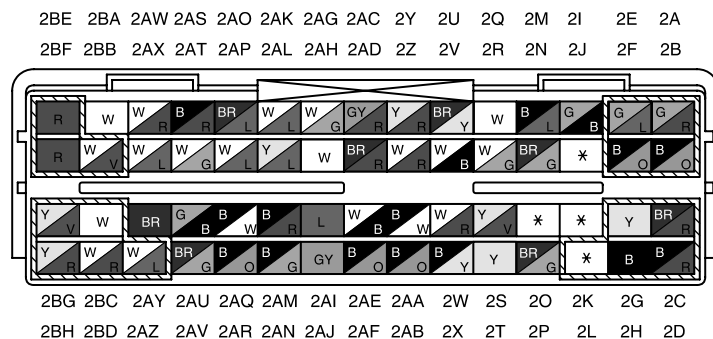 2BE 2BA 2AW 2AS 2AO 2AK 2AG 2AC 2Y 2U 2Q 2M 2I 2E 2A
2BF 2BB 2AX 2AT 2AP 2AL 2AH 2AD 2Z 2V 2R 2N 2J 2F 2B
R W W R B R BR L W L W G GY R Y R BR Y W B L G B G L G R
R W V W L W G W L Y L W BR R W R W B W G BR G * B O B O
Y V W BR G B B W B R L W B B W W R Y V * * Y BR R
Y R W R W L BR G B O B G GY B O B O B Y Y BR G * B B R
2BG 2BC 2AY 2AU 2AQ 2AM 2AI 2AE 2AA 2W 2S 2O 2K 2G 2C
2BH 2BD 2AZ 2AV 2AR 2AN 2AJ 2AF 2AB 2X 2T 2P 2L 2H 2D